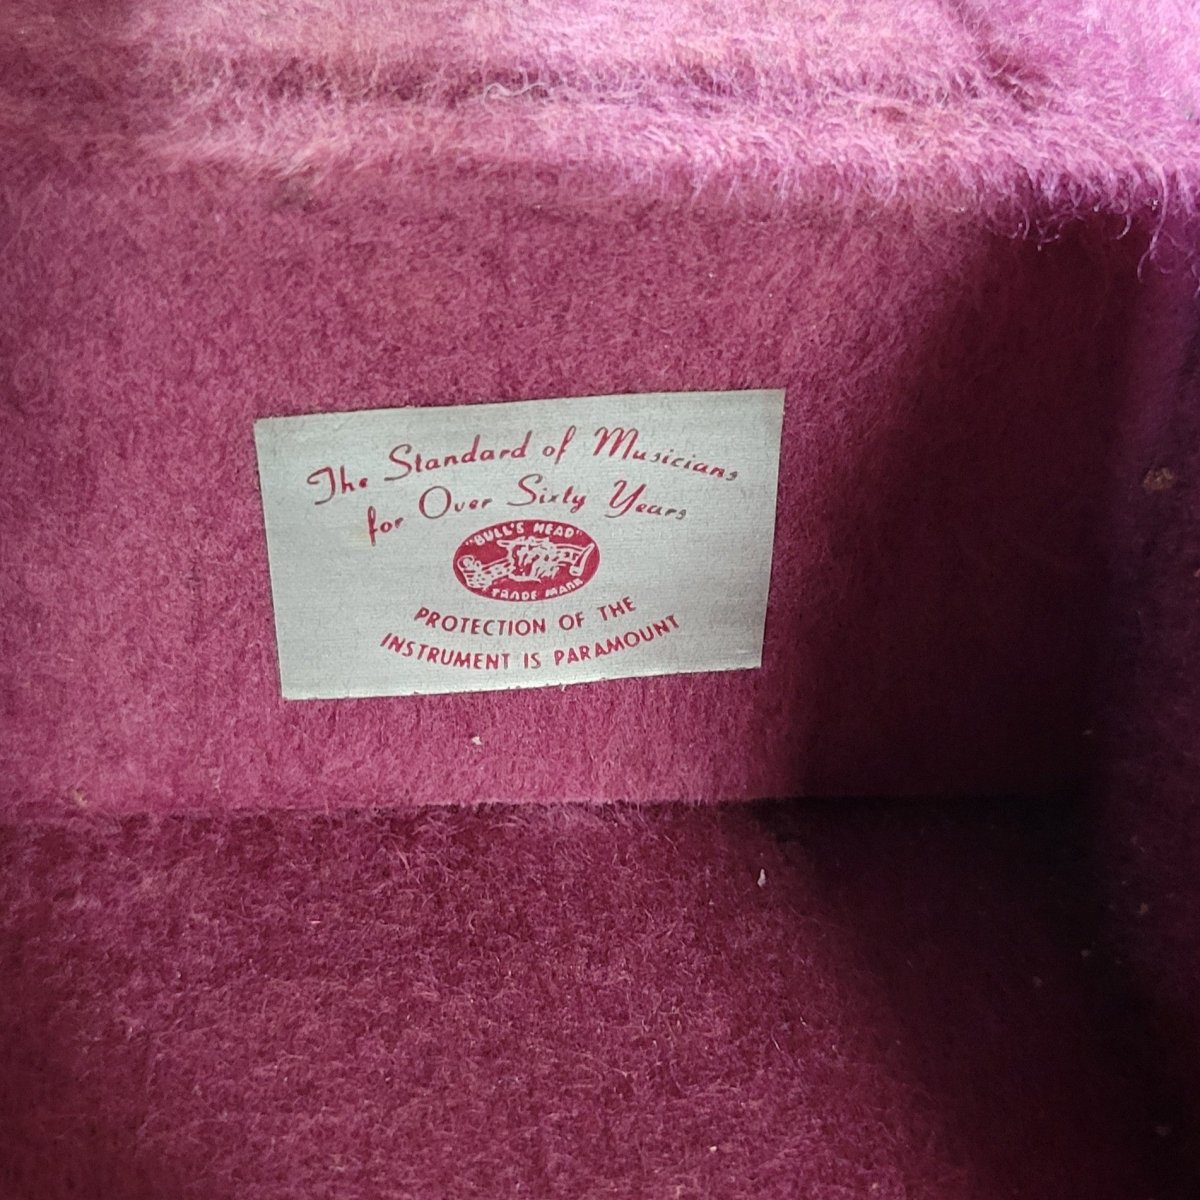 The Standard of Musicians
for Over Sixty Years
"BULL'S HEAD"
TRADE MARK
PROTECTION OF THE
INSTRUMENT IS PARAMOUNT